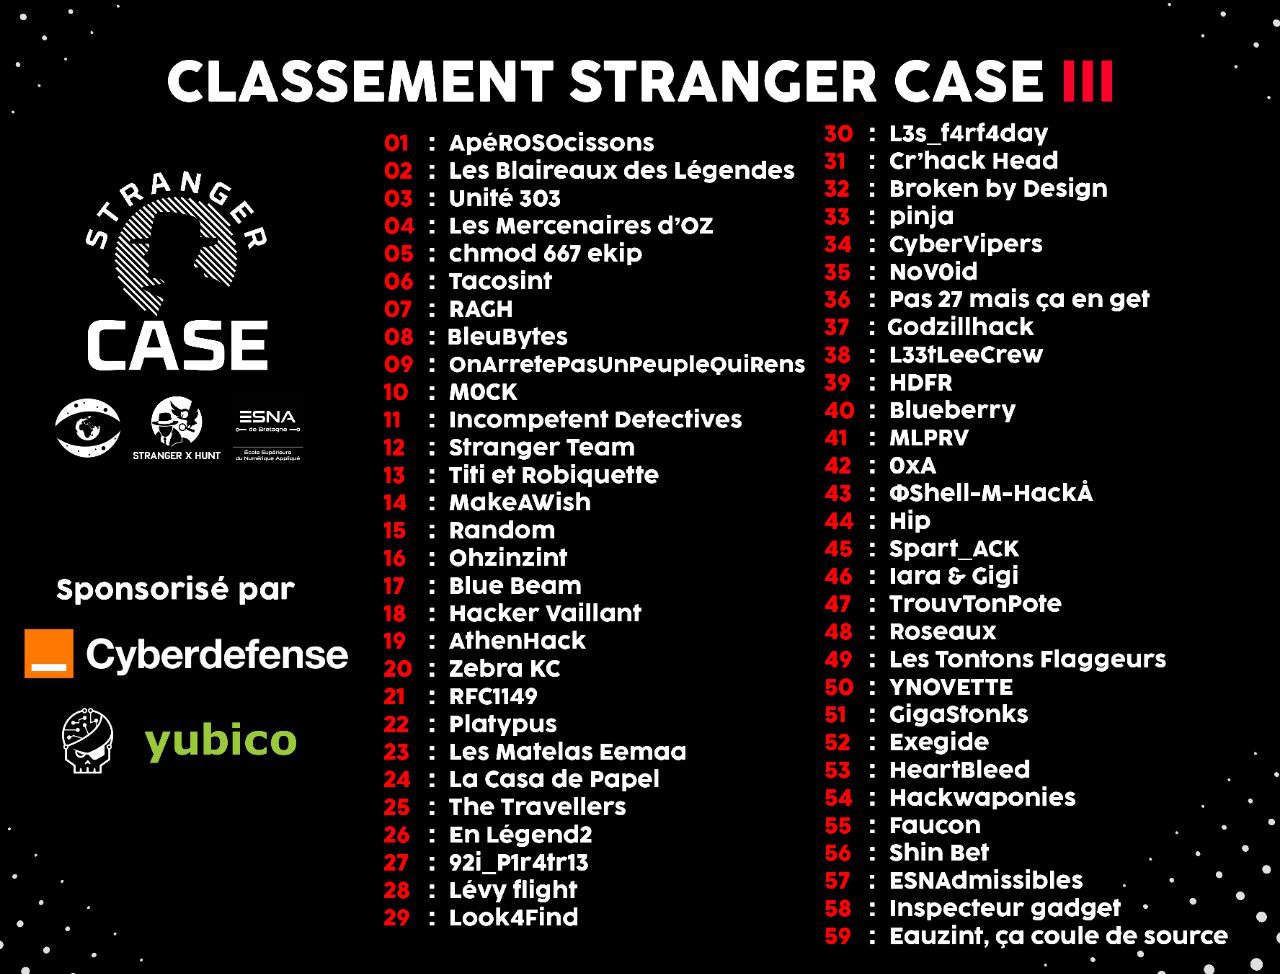 CLASSEMENT STRANGER CASE III
STRANGER
CASE
STRANGER X HUNT
ESNA
de Bretagne
École Supérieure
du Numérique Appliqué
Sponsorisé par
Cyberdefense
yubico
01 : ApéROSOcissons
02 : Les Blaireaux des Légendes
03 : Unité 303
04 : Les Mercenaires d’OZ
05 : chmod 667 ekip
06 : Tacosint
07 : RAGH
08 : BleuBytes
09 : OnArretePasUnPeupleQuiRens
10 : M0CK
11 : Incompetent Detectives
12 : Stranger Team
13 : Titi et Robiquette
14 : MakeAWish
15 : Random
16 : Ohzinzint
17 : Blue Beam
18 : Hacker Vaillant
19 : AthenHack
20 : Zebra KC
21 : RFC1149
22 : Platypus
23 : Les Matelas Eemaa
24 : La Casa de Papel
25 : The Travellers
26 : En Légend2
27 : 92i_P1r4tr13
28 : Lévy flight
29 : Look4Find
30 : L3s_f4rf4day
31 : Cr’hack Head
32 : Broken by Design
33 : pinja
34 : CyberVipers
35 : NoV0id
36 : Pas 27 mais ça en get
37 : Godzillhack
38 : L33tLeeCrew
39 : HDFR
40 : Blueberry
41 : MLPRV
42 : 0xA
43 : ΦShell-M-HackÅ
44 : Hip
45 : Spart_ACK
46 : Iara & Gigi
47 : TrouvTonPote
48 : Roseaux
49 : Les Tontons Flaggeurs
50 : YNOVETTE
51 : GigaStonks
52 : Exegide
53 : HeartBleed
54 : Hackwaponies
55 : Faucon
56 : Shin Bet
57 : ESNAdmissibles
58 : Inspecteur gadget
59 : Eauzint, ça coule de source